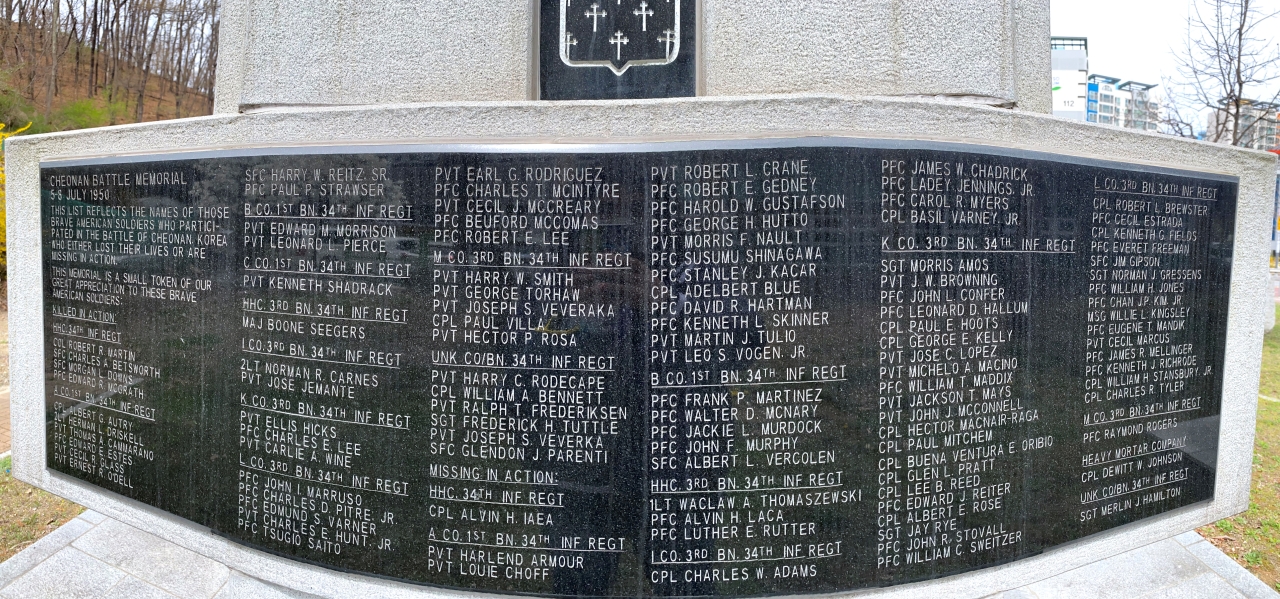 CHEONAN BATTLE MEMORIAL
5-8 JULY 1950
THIS LIST REFLECTS THE NAMES OF THOSE
BRAVE AMERICAN SOLDIERS WHO PARTICI-
PATED IN THE BATTLE OF CHEONAN, KOREA
WHO EITHER LOST THEIR LIVES OR ARE
MISSING IN ACTION.
THIS MEMORIAL IS A SMALL TOKEN OF OUR
GREAT APPRECIATION TO THESE BRAVE
AMERICAN SOLDIERS:
KILLED IN ACTION:
HHC. 34TH INF REGT
COL ROBERT R. MARTIN
SFC CHARLES A. BETSWORTH
SFC MORGAN L. DOWNS
PFC EDWARD R. MCGRATH
CO.1ST BN. 34TH INF REGT
ALBERT G. AUTRY
HERMAN L. DRISKELL
PVT THOMAS A. CAMMARANO
PFC CLIFFORD E. ESTES
PVT CECIL R. GLASS
PVT ERNEST R. ODELL
SFC HARRY W. REITZ, SR
PFC PAUL P. STRAWSER
B CO.1ST BN. 34TH INF REGT
PVT EDWARD M. MORRISON
PVT LEONARD L. PIERCE
C CO.1ST BN. 34TH INF REGT
PVT KENNETH SHADRACK
HHC. 3RD BN. 34TH INF REGT
MAJ BOONE SEEGERS
I CO.3RD BN. 34TH INF REGT
2LT NORMAN R. CARNES
PVT JOSE JEMANTE
K CO.3RD BN. 34TH INF REGT
PVT ELLIS HICKS
PFC CHARLES E. LEE
PVT CARLIE A. WINE
L CO.3RD BN. 34TH INF REGT
PFC JOHN I. MARRUSO
PFC CHARLES D. PITRE, JR.
PFC EDMUND S. VARNER
PVT CHARLES E. HUNT, JR.
PFC TSUGIO SAITO
PVT EARL G. RODRIGUEZ
PFC CHARLES T. MCINTYRE
PVT CECIL J. MCCREARY
PFC BEUFORD MCCOMAS
PFC ROBERT E. LEE
M CO. 3RD BN. 34TH INF REGT
PVT HARRY W. SMITH
PVT GEORGE TORHAW
PVT JOSEPH S. VEVERAKA
CPL PAUL VILLA
PVT HECTOR P. ROSA
UNK CO/BN. 34TH INF REGT
PVT HARRY C. RODECAPE
CPL WILLIAM A. BENNETT
PVT RALPH T. FREDERIKSEN
SGT FREDERICK H. TUTTLE
PVT JOSEPH S. VEVERKA
SFC GLENDON J. PARENTI
MISSING IN ACTION:
HHC. 34TH INF REGT
CPL ALVIN H. IAEA
A CO.1ST BN. 34TH INF REGT
PVT HARLEND ARMOUR
PVT LOUIE CHOFF
PVT ROBERT L. CRANE
PFC ROBERT E. GEDNEY
PFC HAROLD W. GUSTAFSON
PFC GEORGE H. HUTTO
PVT MORRIS F. NAULT
PFC SUSUMU SHINAGAWA
PFC STANLEY J. KACAR
CPL ADELBERT BLUE
PFC DAVID R. HARTMAN
PFC KENNETH L. SKINNER
PVT MARTIN J. TULIO
PVT LEO S. VOGEN, JR
B CO.1ST BN. 34TH INF REGT
PFC FRANK P. MARTINEZ
PFC WALTER D. MCNARY
PFC JACKIE L. MURDOCK
PFC JOHN F. MURPHY
SFC ALBERT L. VERCOLEN
HHC. 3RD BN. 34TH INF REGT
1LT WACLAW A. THOMASZEWSKI
PFC ALVIN H. LACA
PFC LUTHER E. RUTTER
I CO. 3RD BN. 34TH INF REGT
CPL CHARLES W. ADAMS
PFC JAMES W. CHADRICK
PFC LADEY JENNINGS, JR.
PFC CAROL R. MYERS
CPL BASIL VARNEY, JR.
K CO. 3RD BN. 34TH INF REGT
SGT MORRIS AMOS
PVT J. W. BROWNING
PFC JOHN L. CONFER
PFC LEONARD D. HALLUM
CPL PAUL E. HOOTS
CPL GEORGE E. KELLY
PVT JOSE C. LOPEZ
PVT MICHELO A. MACINO
PFC WILLIAM T. MADDIX
PVT JACKSON T. MAYS
PVT JOHN J. MCCONNELL
CPL HECTOR MACNAIR-RAGA
CPL PAUL MITCHEM
CPL BUENA VENTURA E. ORIBIO
CPL GLEN L. PRATT
CPL LEE B. REED
PFC EDWARD J. REITER
CPL ALBERT E. ROSE
SGT JAY RYE
PFC JOHN R. STOVALL
PFC WILLIAM C. SWEITZER
L CO. 3RD BN. 34TH INF REGT
CPL ROBERT L. BREWSTER
PFC CECIL ESTRADA
CPL KENNETH G. FIELDS
PFC EVERET FREEMAN
SFC JIM GIPSON
SGT NORMAN J. GRESSENS
PFC WILLIAM H. JONES
PFC CHAN J.P. KIM, JR.
MSG WILLIE L. KINGSLEY
PFC EUGENE T. MANDIK
PVT CECIL MARCUS
PFC JAMES R. MELLINGER
PFC KENNETH J. RICHRODE
CPL WILLIAM H. STANSBURY, JR.
CPL CHARLES R. TYLER
M CO. 3RD BN. 34TH INF REGT
PFC RAYMOND ROGERS
HEAVY MORTAR COMPANY
CPL DEWITT W. JOHNSON
UNK CO/BN. 34TH INF REGT
SGT MERLIN J. HAMILTON
112